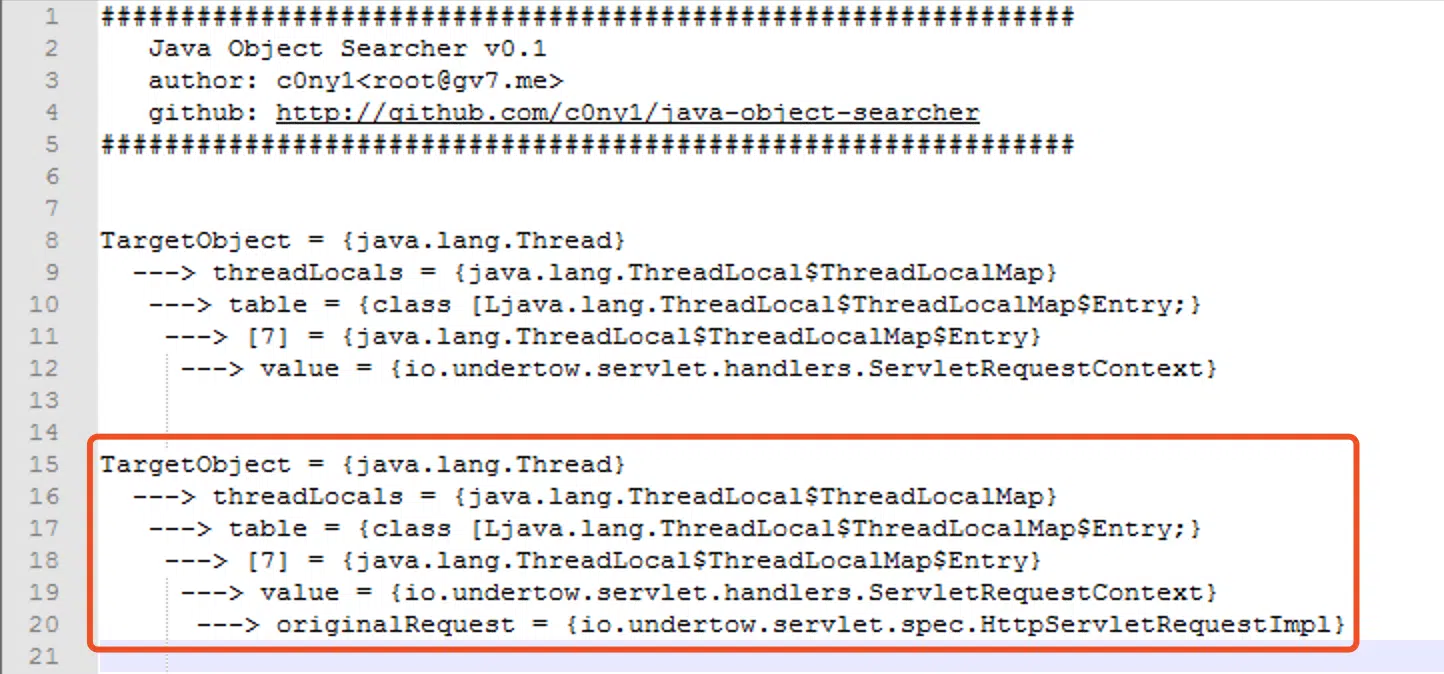 1 #############################################################
2 Java Object Searcher v0.1
3 author: c0ny1<root@gv7.me>
4 github: http://github.com/c0ny1/java-object-searcher
5 #############################################################
6
7
8 TargetObject = {java.lang.Thread}
9 ---> threadLocals = {java.lang.ThreadLocal$ThreadLocalMap}
10 ---> table = {class [Ljava.lang.ThreadLocal$ThreadLocalMap$Entry;}
11 ---> [7] = {java.lang.ThreadLocal$ThreadLocalMap$Entry}
12 ---> value = {io.undertow.servlet.handlers.ServletRequestContext}
13
14
15 TargetObject = {java.lang.Thread}
16 ---> threadLocals = {java.lang.ThreadLocal$ThreadLocalMap}
17 ---> table = {class [Ljava.lang.ThreadLocal$ThreadLocalMap$Entry;}
18 ---> [7] = {java.lang.ThreadLocal$ThreadLocalMap$Entry}
19 ---> value = {io.undertow.servlet.handlers.ServletRequestContext}
20 ---> originalRequest = {io.undertow.servlet.spec.HttpServletRequestImpl}
21